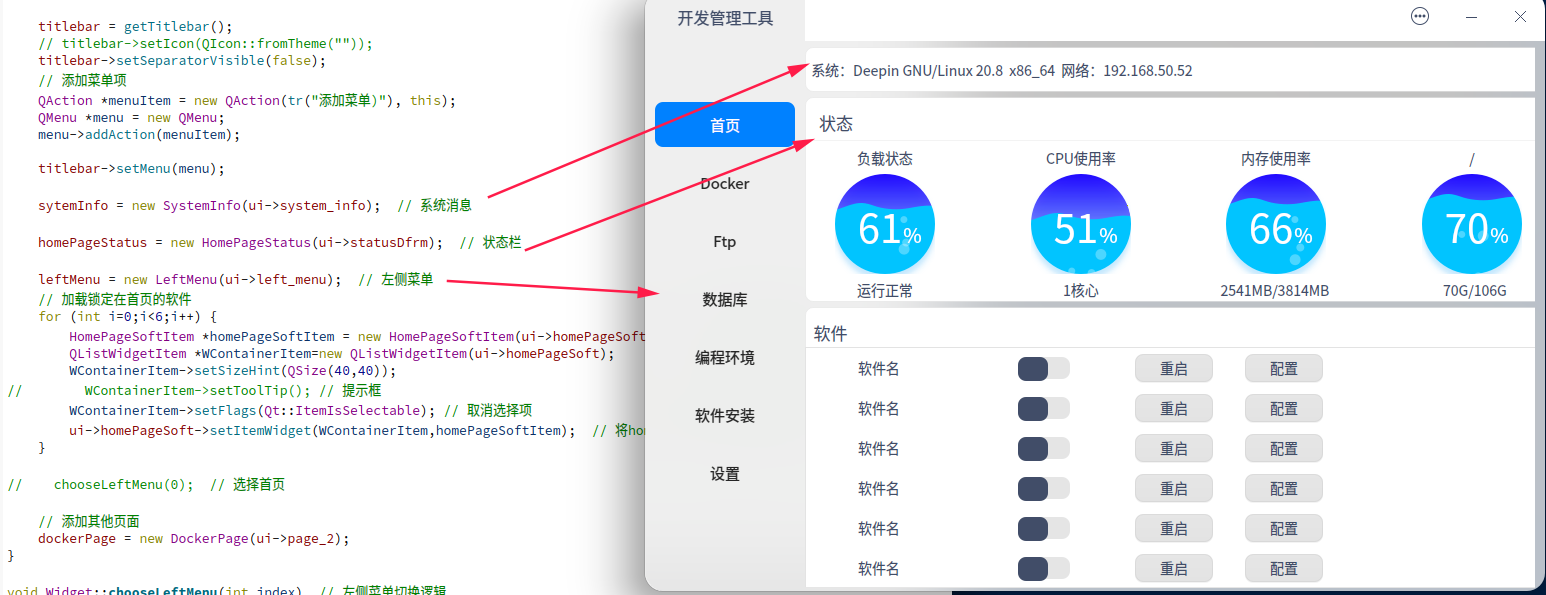 titlebar = getTitlebar();
// titlebar->setIcon(QIcon::fromTheme(""));
titlebar->setSeparatorVisible(false);
// 添加菜单项
QAction *menuItem = new QAction(tr("添加菜单)"), this);
QMenu *menu = new QMenu;
menu->addAction(menuItem);
titlebar->setMenu(menu);
sytemInfo = new SystemInfo(ui->system_info);  // 系统消息
homePageStatus = new HomePageStatus(ui->statusDfrm);  // 状态栏
leftMenu = new LeftMenu(ui->left_menu);  // 左侧菜单
// 加载锁定在首页的软件
for (int i=0;i<6;i++) {
HomePageSoftItem *homePageSoftItem = new HomePageSoftItem(ui->homePageSoft
QListWidgetItem *WContainerItem=new QListWidgetItem(ui->homePageSoft);
WContainerItem->setSizeHint(QSize(40,40));
//        WContainerItem->setToolTip(); // 提示框
WContainerItem->setFlags(Qt::ItemIsSelectable); // 取消选择项
ui->homePageSoft->setItemWidget(WContainerItem,homePageSoftItem);  // 将hom
}
//    chooseLeftMenu(0);  // 选择首页
// 添加其他页面
dockerPage = new DockerPage(ui->page_2);
}
void Widget::chooseLeftMenu(int index)  // 左侧菜单切换逻辑
开发管理工具
首页
Docker
Ftp
数据库
编程环境
软件安装
设置
系统：Deepin GNU/Linux 20.8 x86_64 网络：192.168.50.52
状态
负载状态 CPU使用率 内存使用率 /
61% 51% 66% 70%
运行正常 1核心 2541MB/3814MB 70G/106G
软件
软件名 重启 配置
软件名 重启 配置
软件名 重启 配置
软件名 重启 配置
软件名 重启 配置
软件名 重启 配置